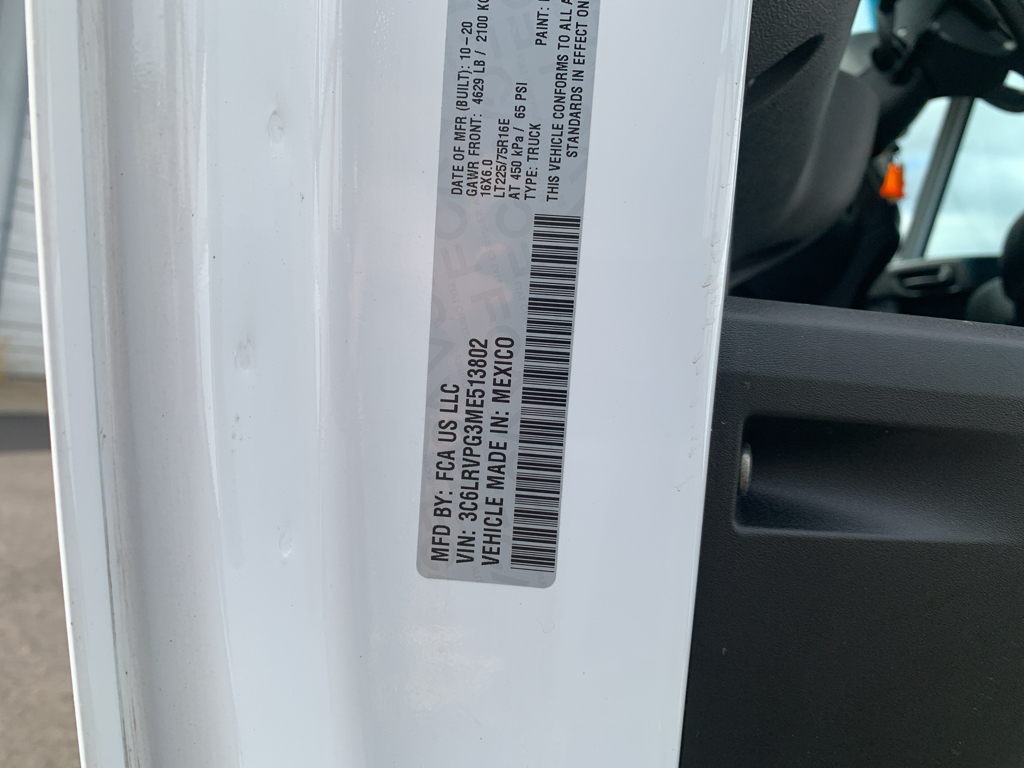 MFD BY: FCA US LLC
VIN: 3C6LRVPG3ME513802
VEHICLE MADE IN: MEXICO
DATE OF MFR (BUILT): 10-20
GAWR FRONT: 4629 LB / 2100 KG
16X6.0
LT225/75R16E
AT 450 kPa / 65 PSI
TYPE: TRUCK PAINT:
THIS VEHICLE CONFORMS TO ALL
STANDARDS IN EFFECT ON